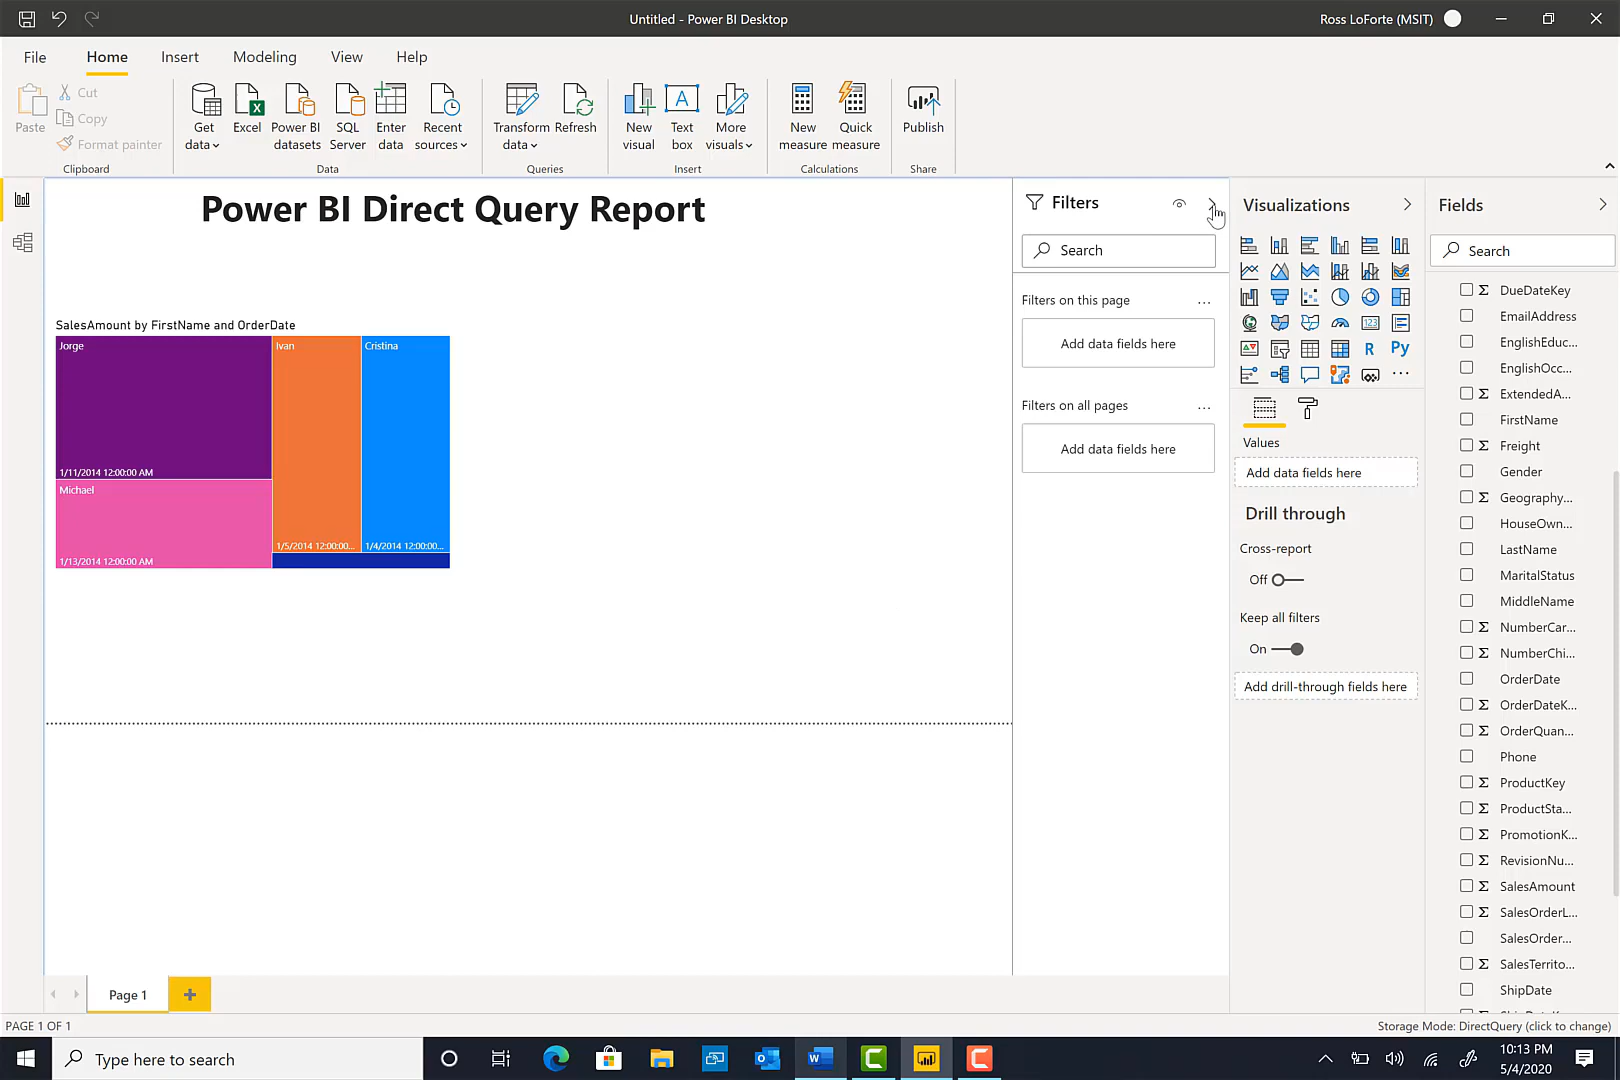 Untitled - Power BI Desktop
Ross LoForte (MSIT)
File
Home
Insert
Modeling
View
Help
Paste
Cut
Copy
Format painter
Clipboard
Get
data
Excel
Power BI
datasets
SQL
Server
Enter
data
Recent
sources
Data
Transform
data
Refresh
Queries
New
visual
Text
box
More
visuals
Insert
New
measure
Quick
measure
Calculations
Publish
Share
Power BI Direct Query Report
SalesAmount by FirstName and OrderDate
Jorge
1/11/2014 12:00:00 AM
Michael
1/13/2014 12:00:00 AM
Ivan
1/5/2014 12:00:00...
Cristina
1/4/2014 12:00:00...
Filters
Search
Filters on this page
...
Add data fields here
Filters on all pages
...
Add data fields here
Visualizations
123
R
Py
...
Values
Add data fields here
Drill through
Cross-report
Off
Keep all filters
On
Add drill-through fields here
Fields
Search
Σ DueDateKey
EmailAddress
EnglishEduc...
EnglishOcc...
Σ ExtendedA...
FirstName
Σ Freight
Gender
Σ Geography...
HouseOwn...
LastName
MaritalStatus
MiddleName
Σ NumberCar...
Σ NumberChi...
OrderDate
Σ OrderDateK...
Σ OrderQuan...
Phone
Σ ProductKey
Σ ProductSta...
Σ PromotionK...
Σ RevisionNu...
Σ SalesAmount
Σ SalesOrderL...
SalesOrder...
Σ SalesTerrito...
ShipDate
Page 1
PAGE 1 OF 1
Storage Mode: DirectQuery (click to change)
Type here to search
10:13 PM
5/4/2020